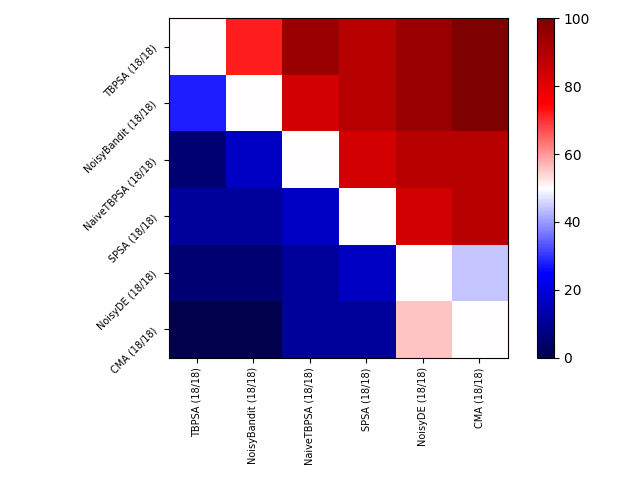 TBPSA (18/18)
NoisyBandit (18/18)
NaiveTBPSA (18/18)
SPSA (18/18)
NoisyDE (18/18)
CMA (18/18)
TBPSA (18/18)
NoisyBandit (18/18)
NaiveTBPSA (18/18)
SPSA (18/18)
NoisyDE (18/18)
CMA (18/18)
100
80
60
40
20
0